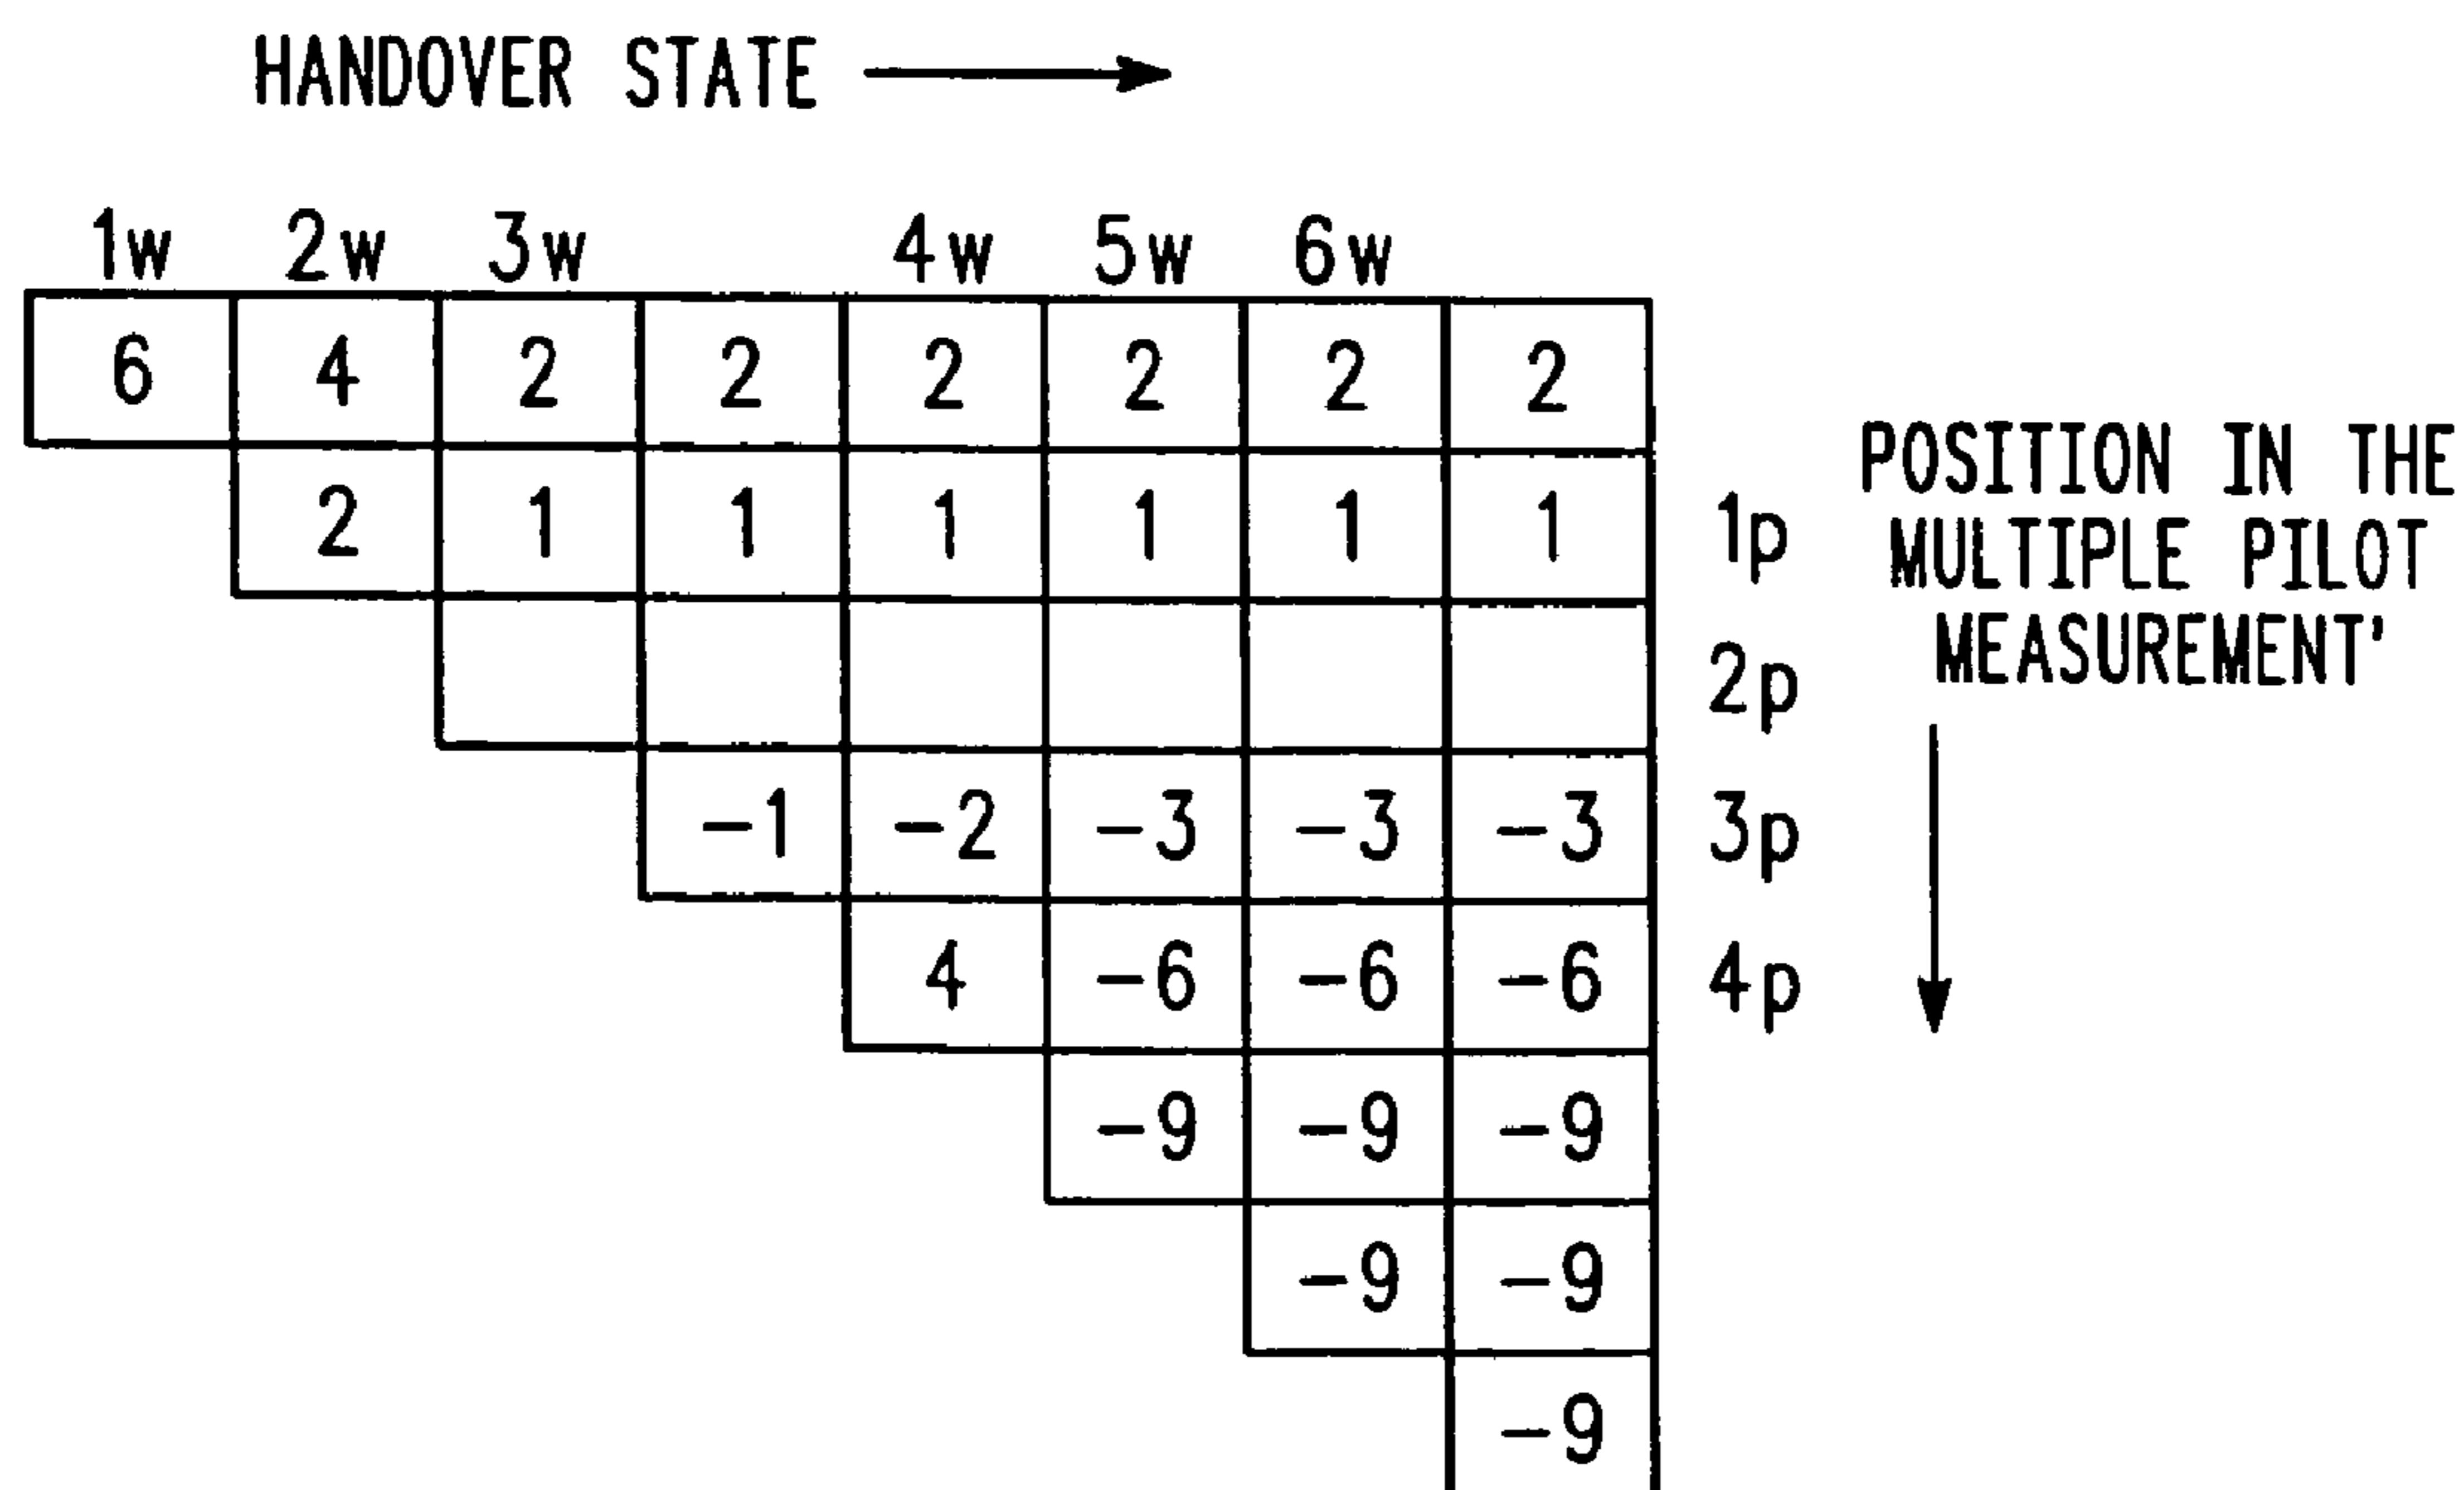 HANDOVER STATE
1w 2w 3w 4w 5w 6w
6 4 2 2 2 2 2 2
2 1 1 1 1 1 1 1p
POSITION IN THE
MULTIPLE PILOT
MEASUREMENT'
2p
-1 -2 -3 -3 -3 3p
4 -6 -6 -6 4p
-9 -9 -9
-9 -9
-9